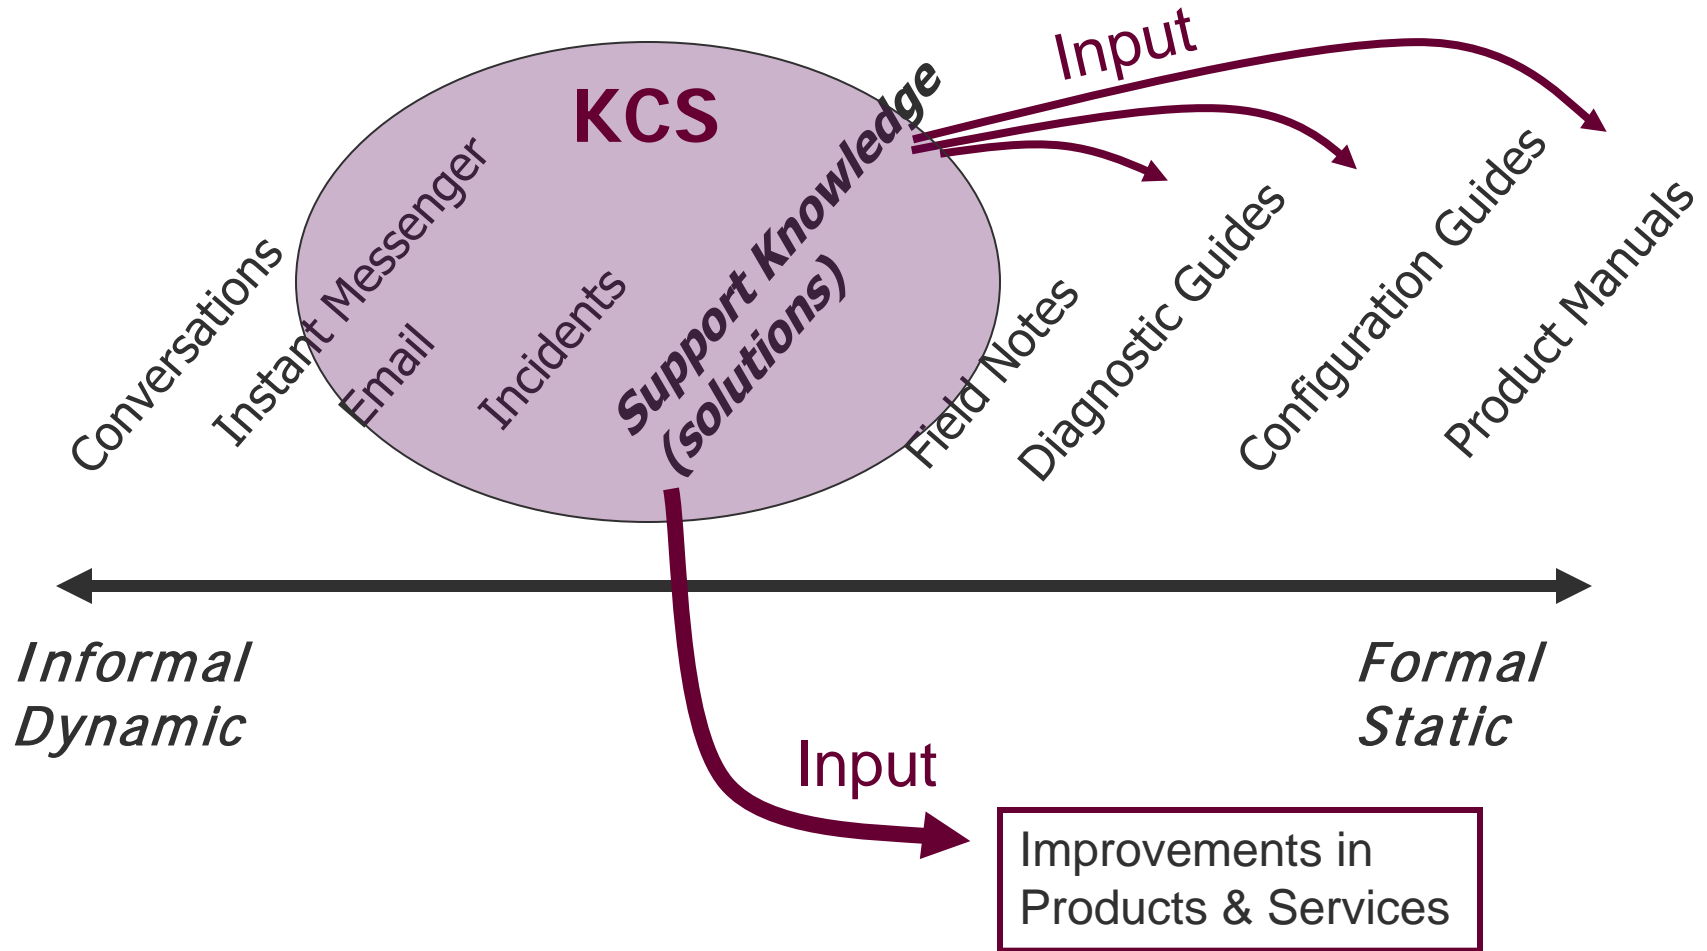 Input
KCS
Conversations
Instant Messenger
Email
Incidents
Support Knowledge
(solutions)
Field Notes
Diagnostic Guides
Configuration Guides
Product Manuals
Informal
Dynamic
Formal
Static
Input
Improvements in
Products & Services